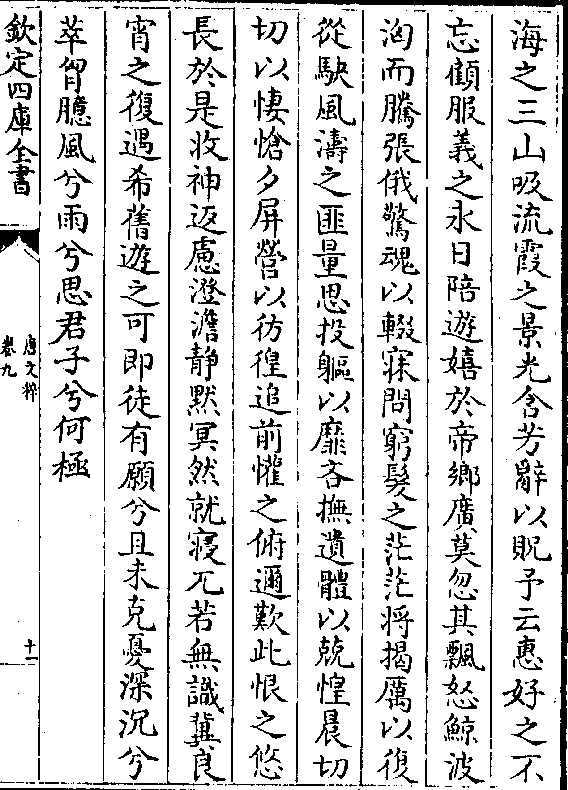 海之三山吸流霞之景光含芳辭以貺予云惠好之不
忘顧服義之永日陪遊嬉於帝鄉廣莫忽其飄怒鯨波
洶而騰張俄驚魂以輟寐問窮髮之茫茫將揭厲以復
從駃風濤之匪量思投軀以靡吝撫遺體以兢惶晨切
切以悽愴夕屏營以彷徨追前懽之俯邇歎此恨之悠
長於是收神返慮澄澹静默冥然就寢兀若無識冀良
宵之復遇希舊遊之可即徒有願兮且未克憂深沉兮
萃胷臆風兮雨兮思君子兮何極
欽定四庫全書
唐文粹
卷九
十一